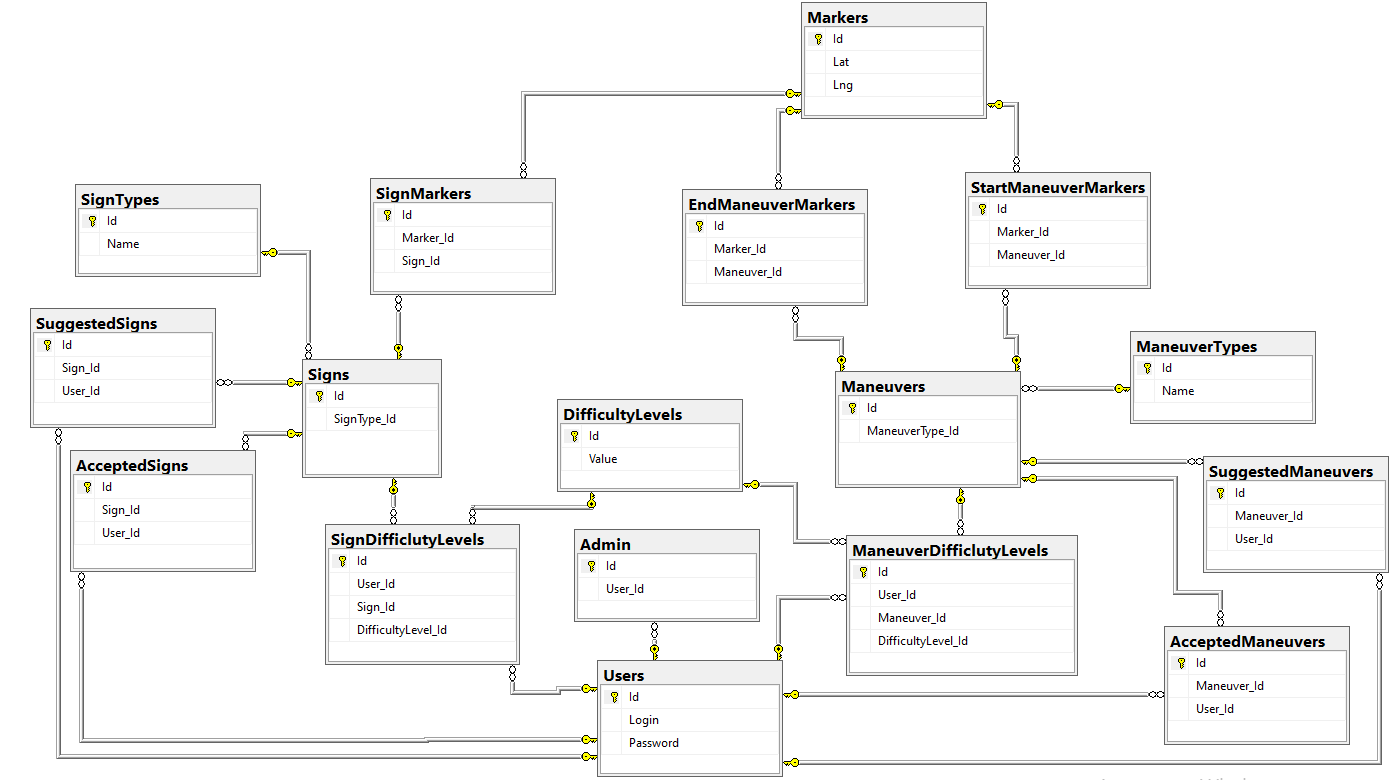 Markers
Id
Lat
Lng
SignTypes
Id
Name
SignMarkers
Id
Marker_Id
Sign_Id
EndManeuverMarkers
Id
Marker_Id
Maneuver_Id
StartManeuverMarkers
Id
Marker_Id
Maneuver_Id
SuggestedSigns
Id
Sign_Id
User_Id
Signs
Id
SignType_Id
ManeuverTypes
Id
Name
Maneuvers
Id
ManeuverType_Id
DifficultyLevels
Id
Value
AcceptedSigns
Id
Sign_Id
User_Id
SuggestedManeuvers
Id
Maneuver_Id
User_Id
SignDifficlutyLevels
Id
User_Id
Sign_Id
DifficultyLevel_Id
Admin
Id
User_Id
ManeuverDifficlutyLevels
Id
User_Id
Maneuver_Id
DifficultyLevel_Id
AcceptedManeuvers
Id
Maneuver_Id
User_Id
Users
Id
Login
Password